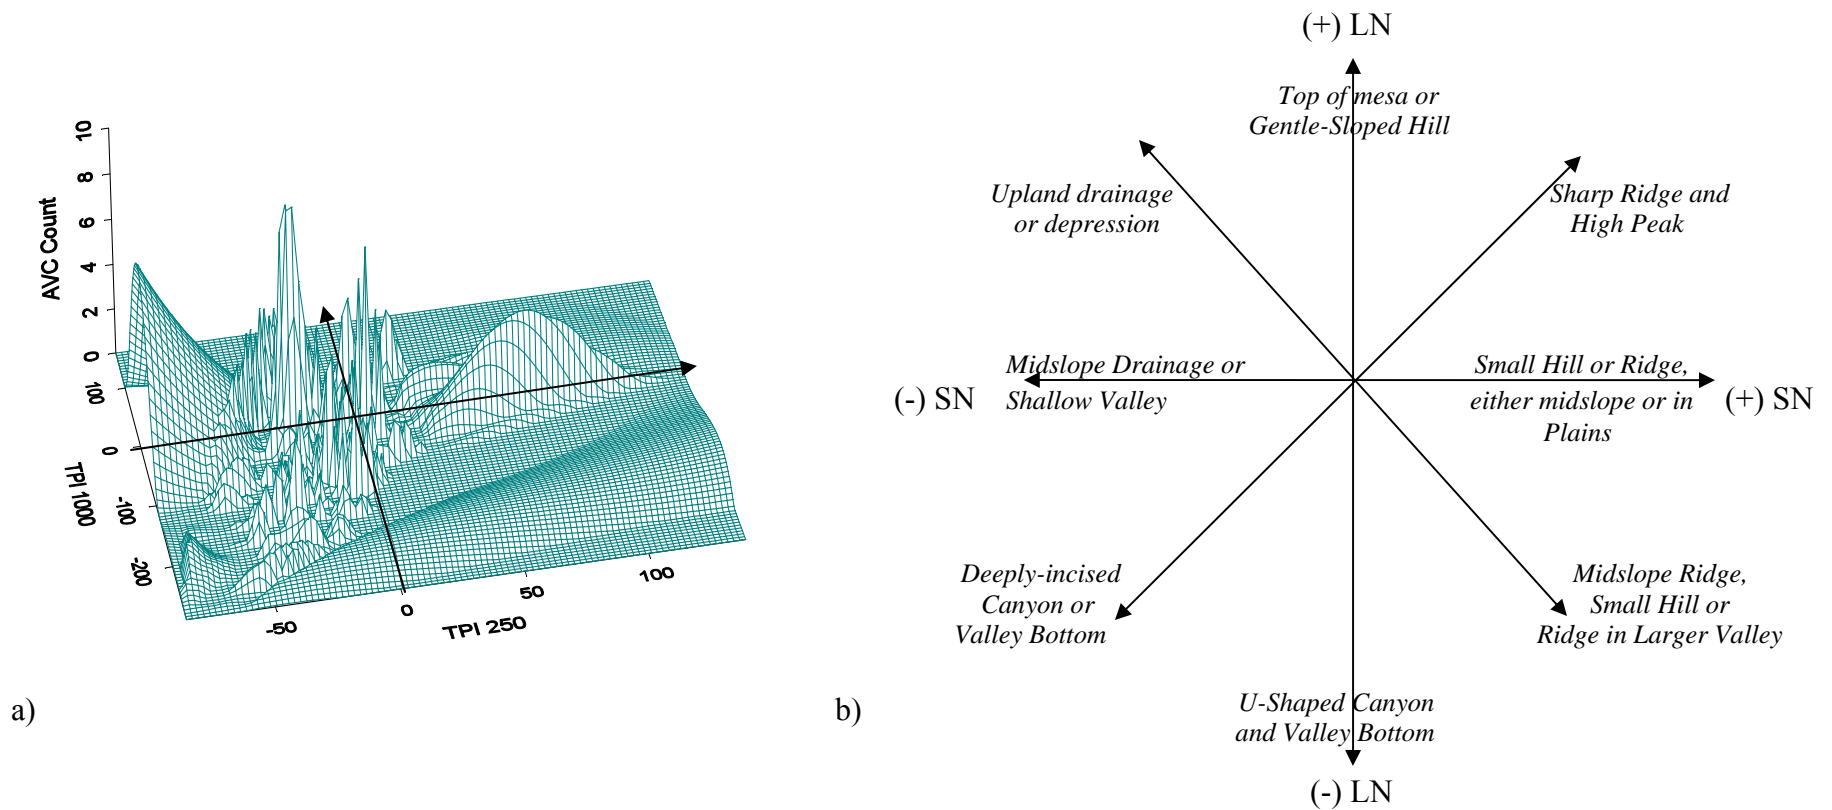 10
8
6
4
2
0
AVC Count
100
0
-100
-200
TPI 1000
-50
0
50
100
TPI 250
a)
(+) LN
Top of mesa or
Gentle-Sloped Hill
Upland drainage
or depression
Sharp Ridge and
High Peak
Midslope Drainage or
Shallow Valley
(-) SN
Small Hill or Ridge,
either midslope or in
Plains
(+) SN
Deeply-incised
Canyon or
Valley Bottom
Midslope Ridge,
Small Hill or
Ridge in Larger Valley
U-Shaped Canyon
and Valley Bottom
(-) LN
b)